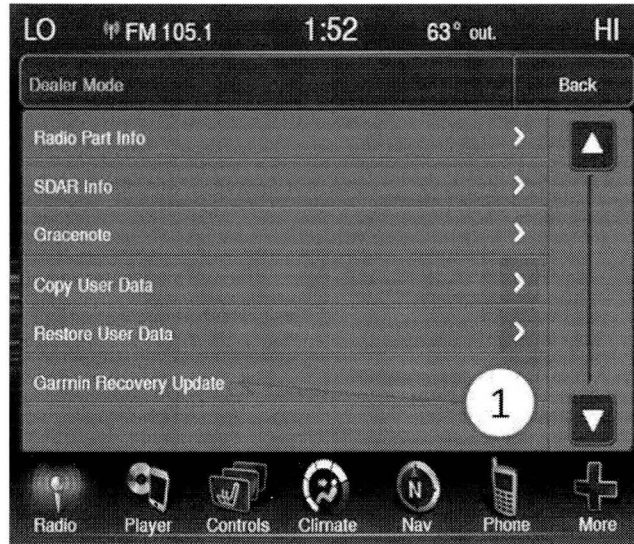 LO FM 105.1 1:52 63° out. HI
Dealer Mode Back
Radio Part Info
SDAR Info
Gracenote
Copy User Data
Restore User Data
Garmin Recovery Update
1
N
Radio Player Controls Climate Nav Phone More